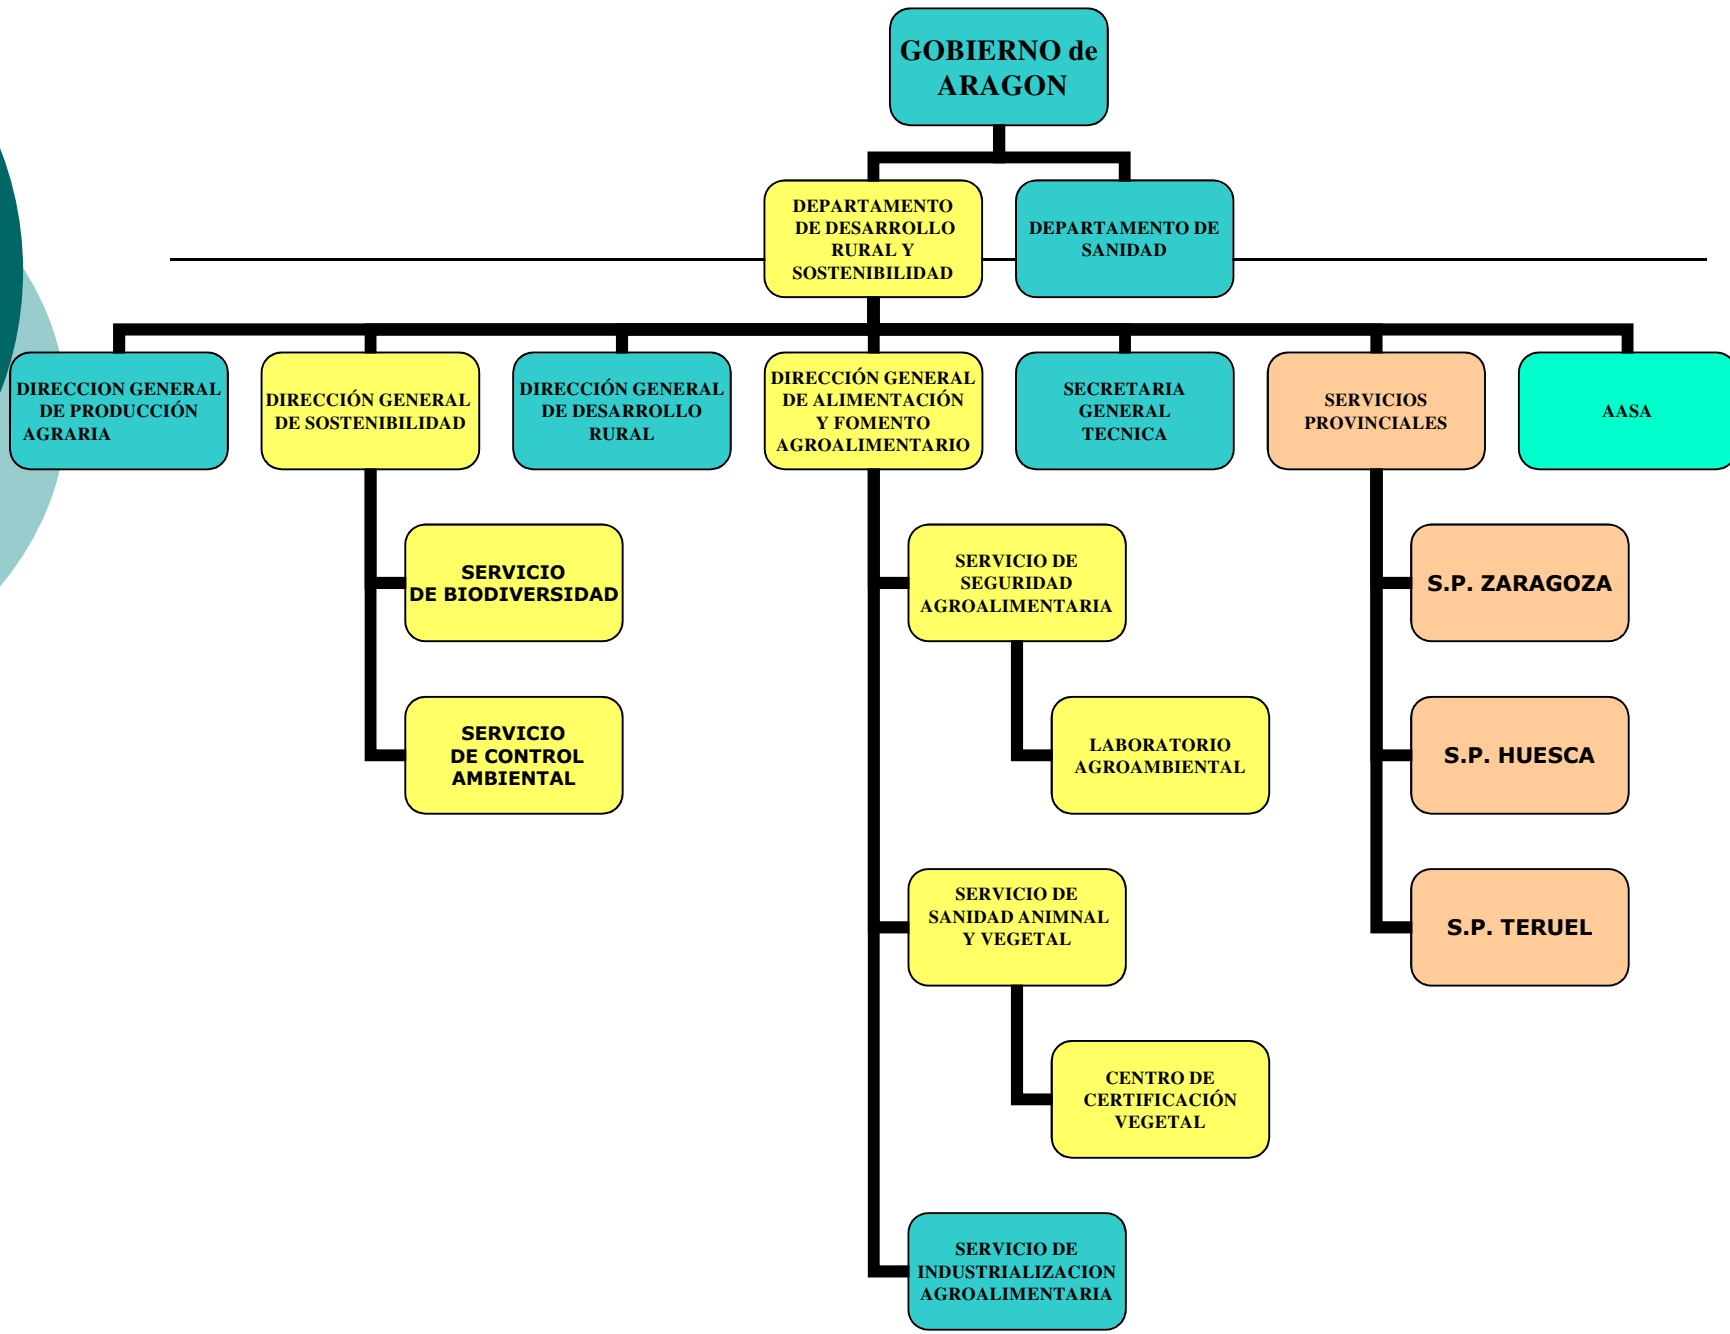 GOBIERNO de
ARAGON
DEPARTAMENTO
DE DESARROLLO
RURAL Y
SOSTENIBILIDAD
DEPARTAMENTO DE
SANIDAD
DIRECCION GENERAL
DE PRODUCCIÓN
AGRARIA
DIRECCIÓN GENERAL
DE SOSTENIBILIDAD
DIRECCIÓN GENERAL
DE DESARROLLO
RURAL
DIRECCIÓN GENERAL
DE ALIMENTACIÓN
Y FOMENTO
AGROALIMENTARIO
SECRETARIA
GENERAL
TECNICA
SERVICIOS
PROVINCIALES
AASA
SERVICIO
DE BIODIVERSIDAD
SERVICIO
DE CONTROL
AMBIENTAL
SERVICIO DE
SEGURIDAD
AGROALIMENTARIA
LABORATORIO
AGROAMBIENTAL
SERVICIO DE
SANIDAD ANIMNAL
Y VEGETAL
CENTRO DE
CERTIFICACIÓN
VEGETAL
SERVICIO DE
INDUSTRIALIZACION
AGROALIMENTARIA
S.P. ZARAGOZA
S.P. HUESCA
S.P. TERUEL